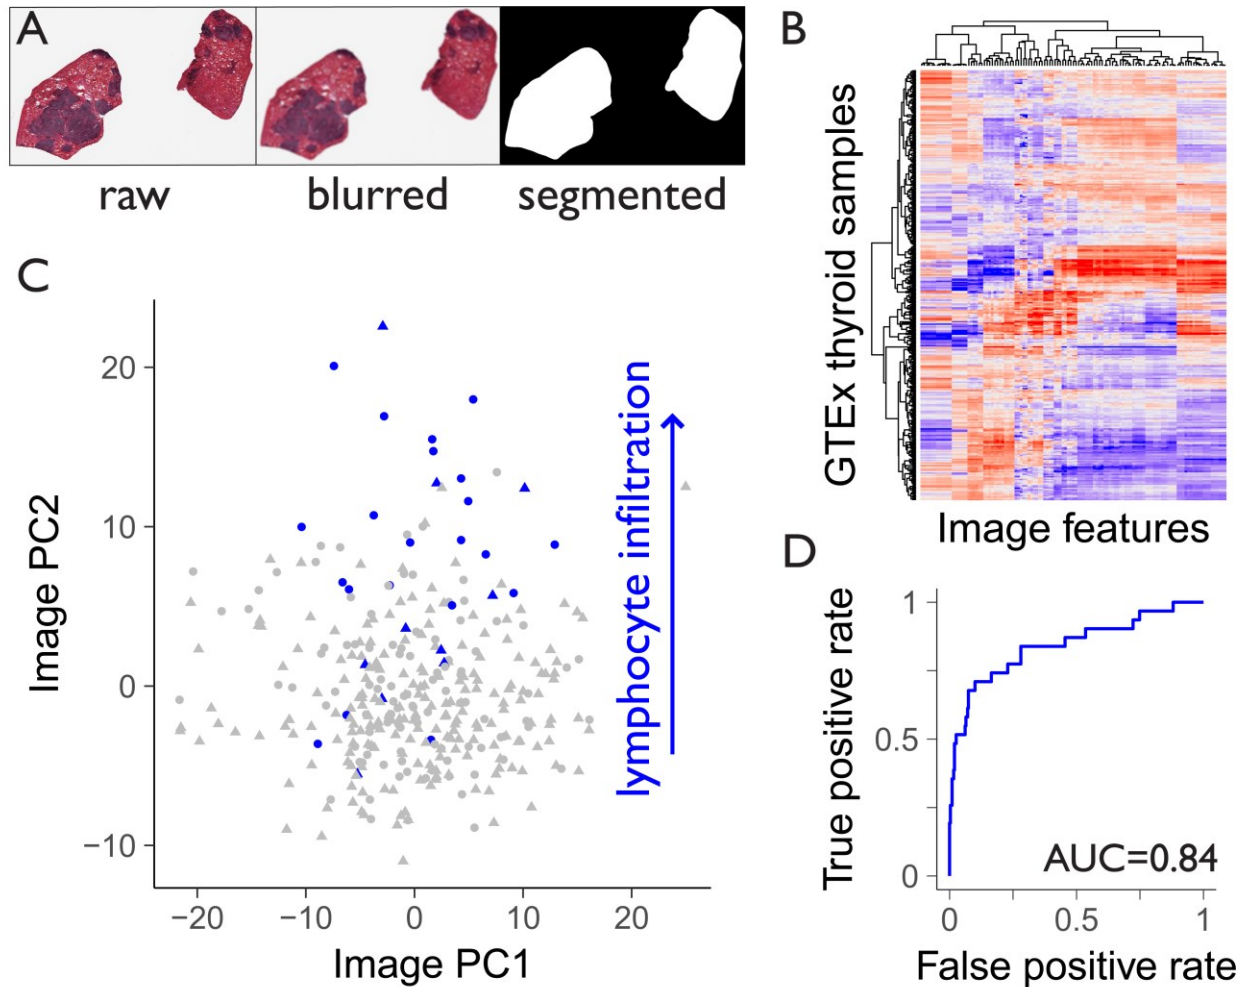 A
raw
blurred
segmented
B
GTEx thyroid samples
Image features
C
20
10
0
−10
Image PC2
−20
−10
0
10
20
Image PC1
lymphocyte infiltration
D
1
0.5
0
True positive rate
AUC=0.84
0
0.5
1
False positive rate